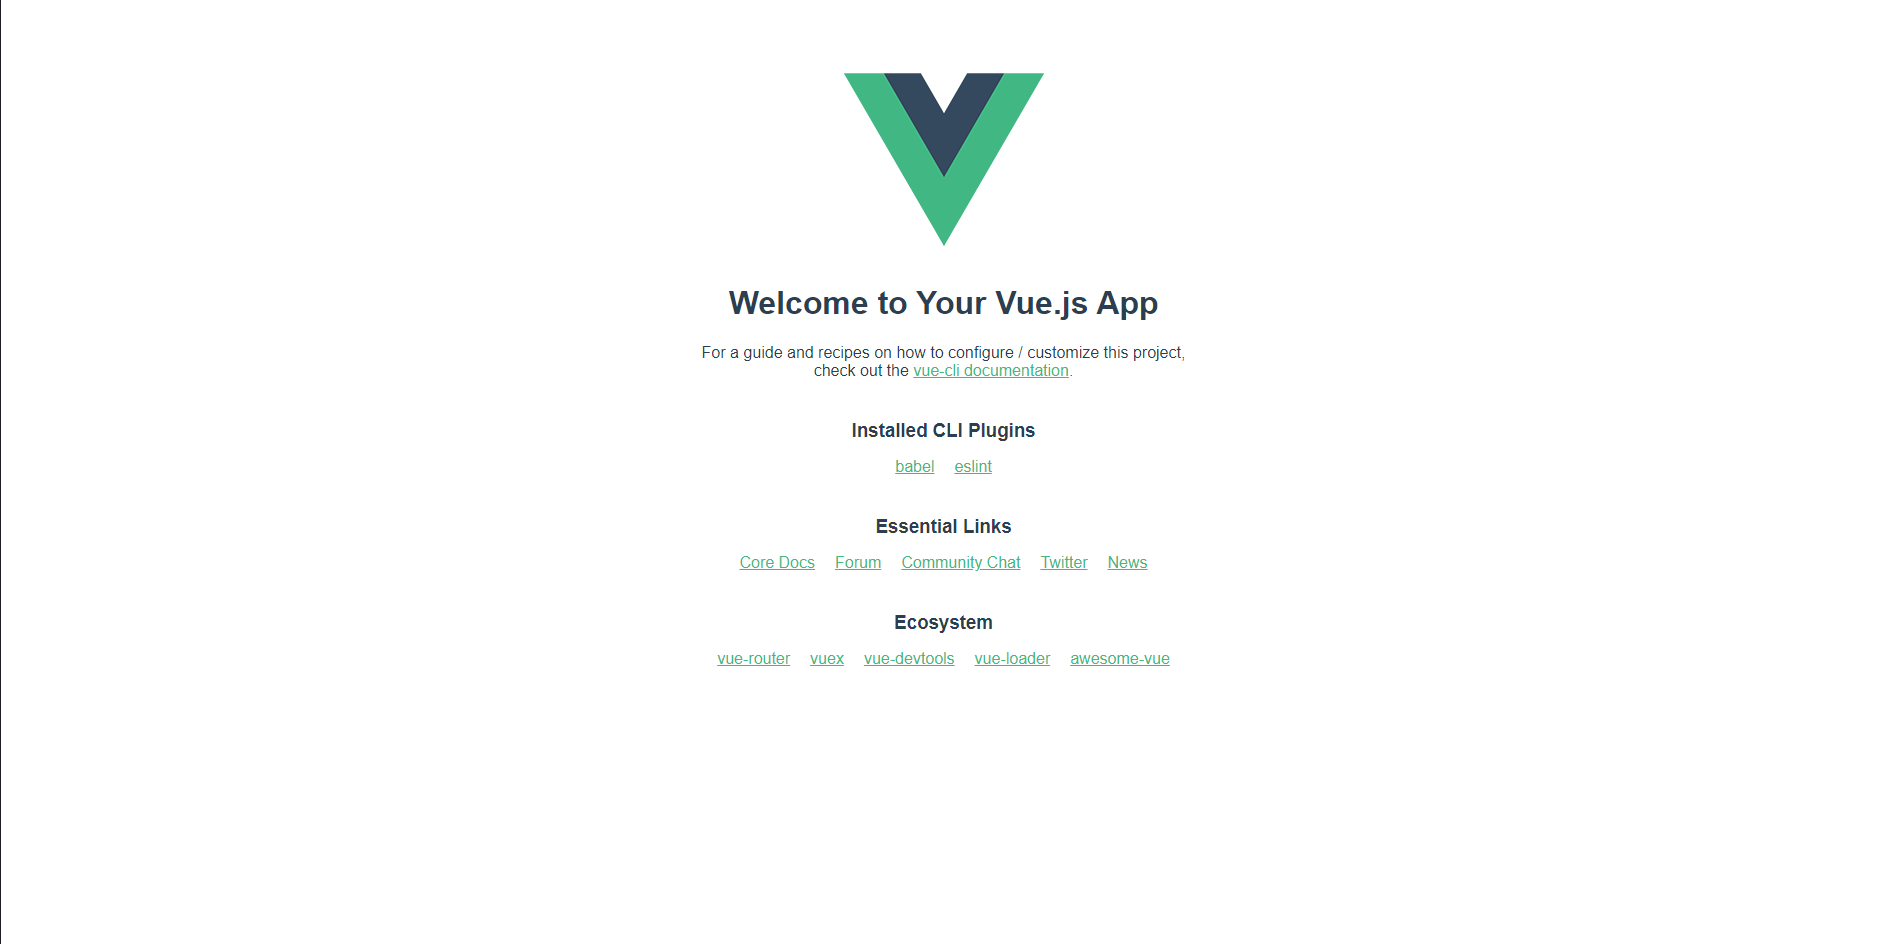 Welcome to Your Vue.js App
For a guide and recipes on how to configure / customize this project,
check out the vue-cli documentation.
Installed CLI Plugins
babel eslint
Essential Links
Core Docs Forum Community Chat Twitter News
Ecosystem
vue-router vuex vue-devtools vue-loader awesome-vue